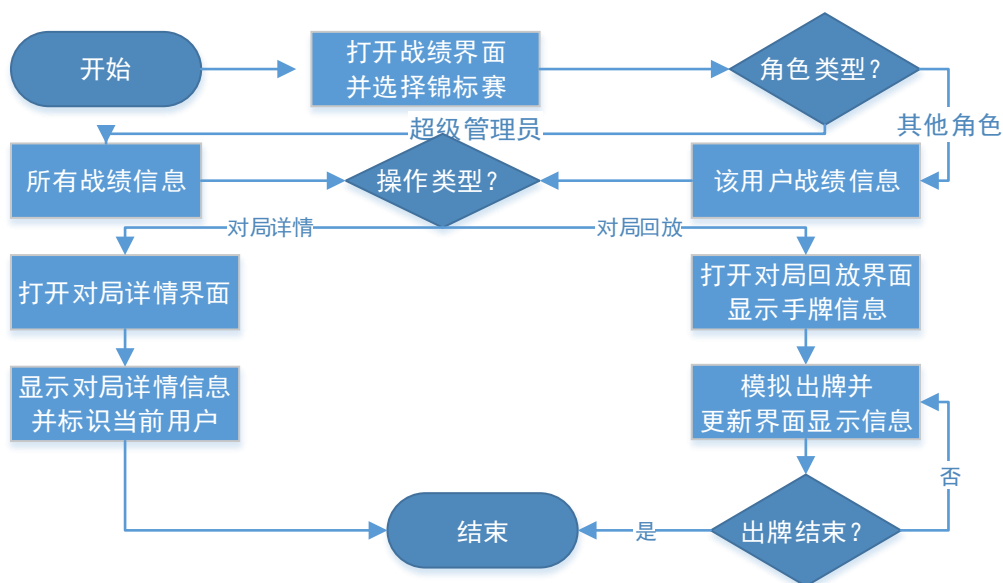 开始
打开战绩界面
并选择锦标赛
角色类型？
超级管理员
其他角色
所有战绩信息
操作类型？
该用户战绩信息
对局详情
对局回放
打开对局详情界面
打开对局回放界面
显示手牌信息
显示对局详情信息
并标识当前用户
模拟出牌并
更新界面显示信息
否
结束
是
出牌结束？